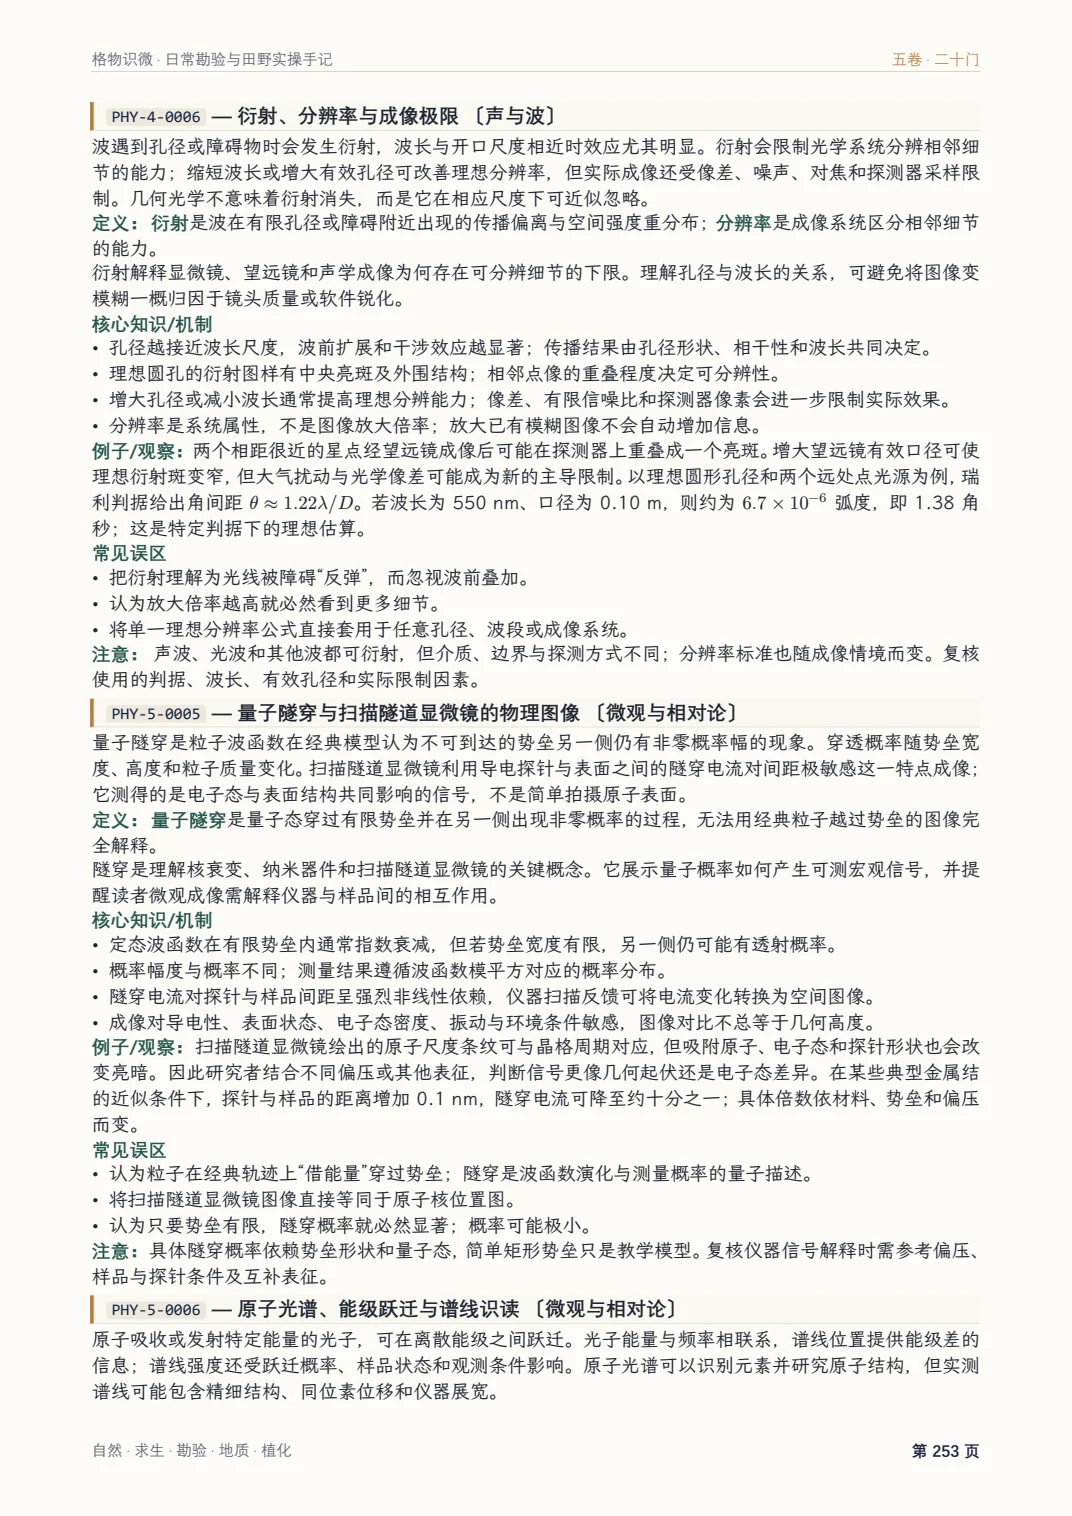 格物识微 · 日常勘验与田野实操手记
五卷 · 二十门
PHY-4-0006 — 衍射、分辨率与成像极限 〔声与波〕
波遇到孔径或障碍物时会发生衍射，波长与开口尺度相近时效应尤其明显。衍射会限制光学系统分辨相邻细
节的能力；缩短波长或增大有效孔径可改善理想分辨率，但实际成像还受像差、噪声、对焦和探测器采样限
制。几何光学不意味着衍射消失，而是它在相应尺度下可近似忽略。
定义：衍射是波在有限孔径或障碍附近出现的传播偏离与空间强度重分布；分辨率是成像系统区分相邻细节
的能力。
衍射解释显微镜、望远镜和声学成像为何存在可分辨细节的下限。理解孔径与波长的关系，可避免将图像变
模糊一概归因于镜头质量或软件锐化。
核心知识/机制
• 孔径越接近波长尺度，波前扩展和干涉效应越显著；传播结果由孔径形状、相干性和波长共同决定。
• 理想圆孔的衍射图样有中央亮斑及外围结构；相邻点像的重叠程度决定可分辨性。
• 增大孔径或减小波长通常提高理想分辨能力；像差、有限信噪比和探测器像素会进一步限制实际效果。
• 分辨率是系统属性，不是图像放大倍率；放大已有模糊图像不会自动增加信息。
例子/观察：两个相距很近的星点经望远镜成像后可能在探测器上重叠成一个亮斑。增大望远镜有效口径可使
理想衍射斑变窄，但大气扰动与光学像差可能成为新的主导限制。以理想圆形孔径和两个远处点光源为例，瑞
利判据给出角间距 θ ≈ 1.22λ/D。若波长为 550 nm、口径为 0.10 m，则约为 6.7 × 10⁻⁶ 弧度，即 1.38 角
秒；这是特定判据下的理想估算。
常见误区
• 把衍射理解为光线被障碍“反弹”，而忽视波前叠加。
• 认为放大倍率越高就必然看到更多细节。
• 将单一理想分辨率公式直接套用于任意孔径、波段或成像系统。
注意： 声波、光波和其他波都可衍射，但介质、边界与探测方式不同；分辨率标准也随成像情境而变。复核
使用的判据、波长、有效孔径和实际限制因素。
PHY-5-0005 — 量子隧穿与扫描隧道显微镜的物理图像 〔微观与相对论〕
量子隧穿是粒子波函数在经典模型认为不可到达的势垒另一侧仍有非零概率幅的现象。穿透概率随势垒宽
度、高度和粒子质量变化。扫描隧道显微镜利用导电探针与表面之间的隧穿电流对间距极敏感这一特点成像；
它测得的是电子态与表面结构共同影响的信号，不是简单拍摄原子表面。
定义：量子隧穿是量子态穿过有限势垒并在另一侧出现非零概率的过程，无法用经典粒子越过势垒的图像完
全解释。
隧穿是理解核衰变、纳米器件和扫描隧道显微镜的关键概念。它展示量子概率如何产生可测宏观信号，并提
醒读者微观成像需解释仪器与样品间的相互作用。
核心知识/机制
• 定态波函数在有限势垒内通常指数衰减，但若势垒宽度有限，另一侧仍可能有透射概率。
• 概率幅度与概率不同；测量结果遵循波函数模平方对应的概率分布。
• 隧穿电流对探针与样品间距呈强烈非线性依赖，仪器扫描反馈可将电流变化转换为空间图像。
• 成像对导电性、表面状态、电子态密度、振动与环境条件敏感，图像对比不总等于几何高度。
例子/观察：扫描隧道显微镜绘出的原子尺度条纹可与晶格周期对应，但吸附原子、电子态和探针形状也会改
变亮暗。因此研究者结合不同偏压或其他表征，判断信号更像几何起伏还是电子态差异。在某些典型金属结
的近似条件下，探针与样品的距离增加 0.1 nm，隧穿电流可降至约十分之一；具体倍数依材料、势垒和偏压
而变。
常见误区
• 认为粒子在经典轨迹上“借能量”穿过势垒；隧穿是波函数演化与测量概率的量子描述。
• 将扫描隧道显微镜图像直接等同于原子核位置图。
• 认为只要势垒有限，隧穿概率就必然显著；概率可能极小。
注意：具体隧穿概率依赖势垒形状和量子态，简单矩形势垒只是教学模型。复核仪器信号解释时需参考偏压、
样品与探针条件及互补表征。
PHY-5-0006 — 原子光谱、能级跃迁与谱线识读 〔微观与相对论〕
原子吸收或发射特定能量的光子，可在离散能级之间跃迁。光子能量与频率相联系，谱线位置提供能级差的
信息；谱线强度还受跃迁概率、样品状态和观测条件影响。原子光谱可以识别元素并研究原子结构，但实测
谱线可能包含精细结构、同位素位移和仪器展宽。
自然 · 求生 · 勘验 · 地质 · 植化
第 253 页